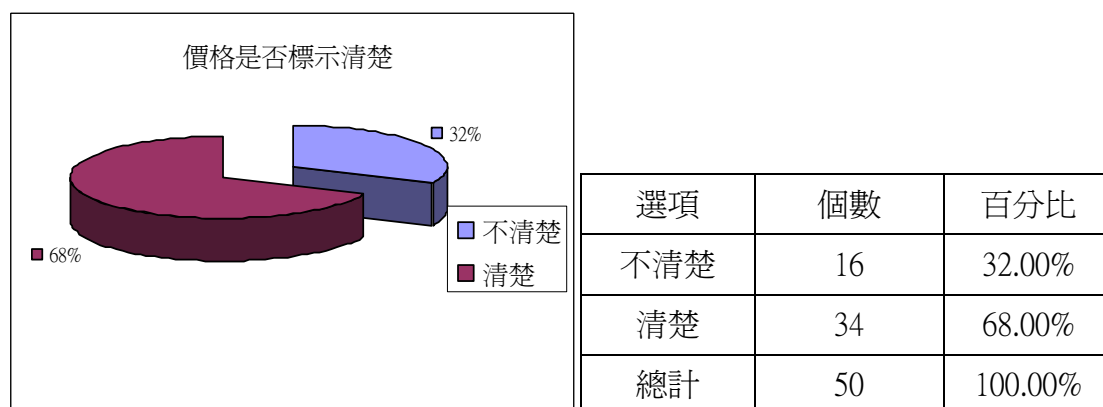 價格是否標示清楚
32%
68%
不清楚
清楚
選項 個數 百分比
不清楚 16 32.00%
清楚 34 68.00%
總計 50 100.00%